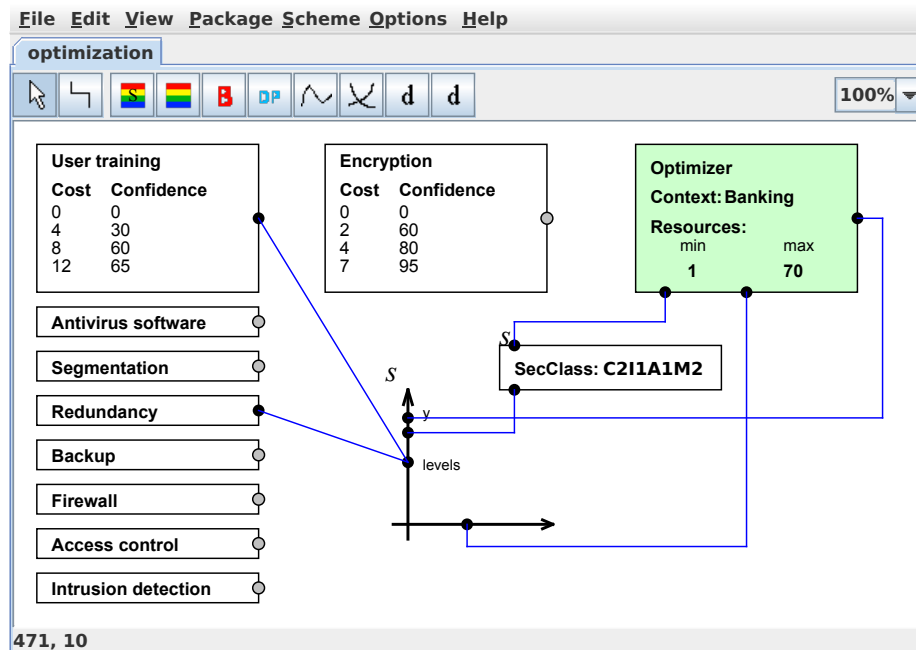 File Edit View Package Scheme Options Help
optimization
S B DP d d 100%
User training
Cost Confidence
0 0
4 30
8 60
12 65
Encryption
Cost Confidence
0 0
2 60
4 80
7 95
Optimizer
Context: Banking
Resources:
min max
1 70
Antivirus software
Segmentation
Redundancy
Backup
Firewall
Access control
Intrusion detection
S
SecClass: C2I1A1M2
S
y
levels
471, 10